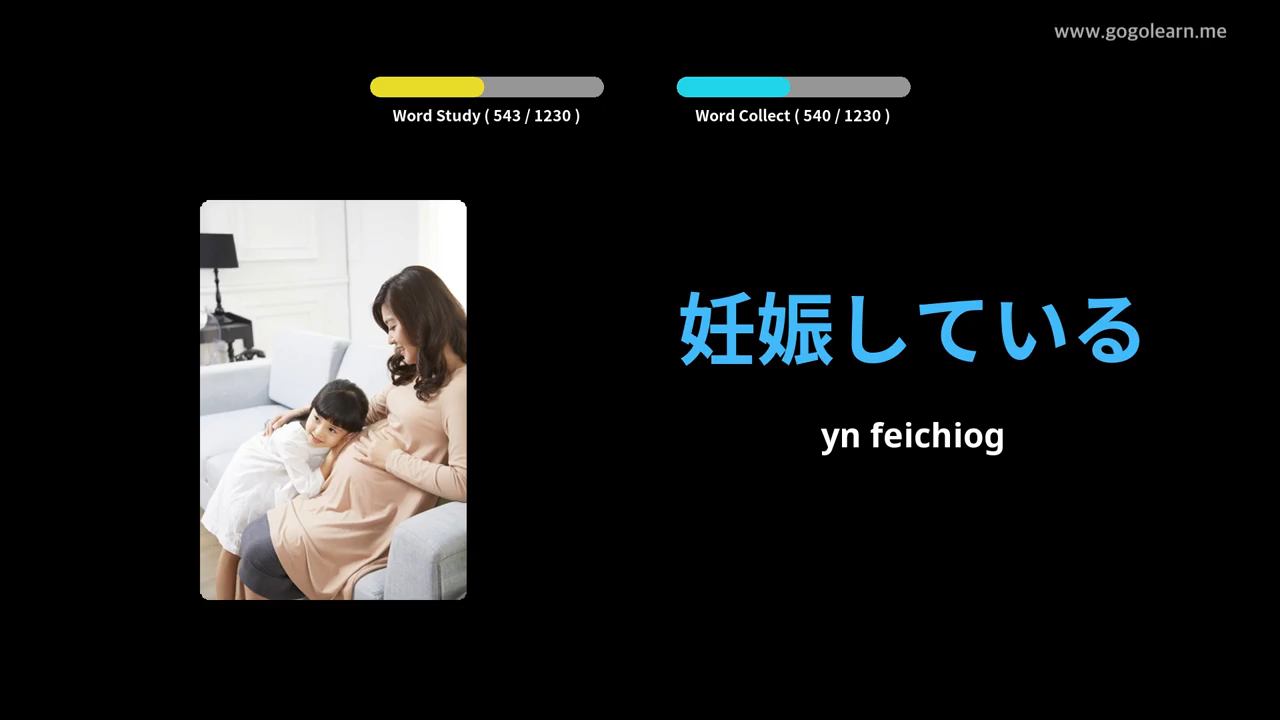 www.gogolearn.me
Word Study ( 543 / 1230 )
Word Collect ( 540 / 1230 )
妊娠している
yn feichiog